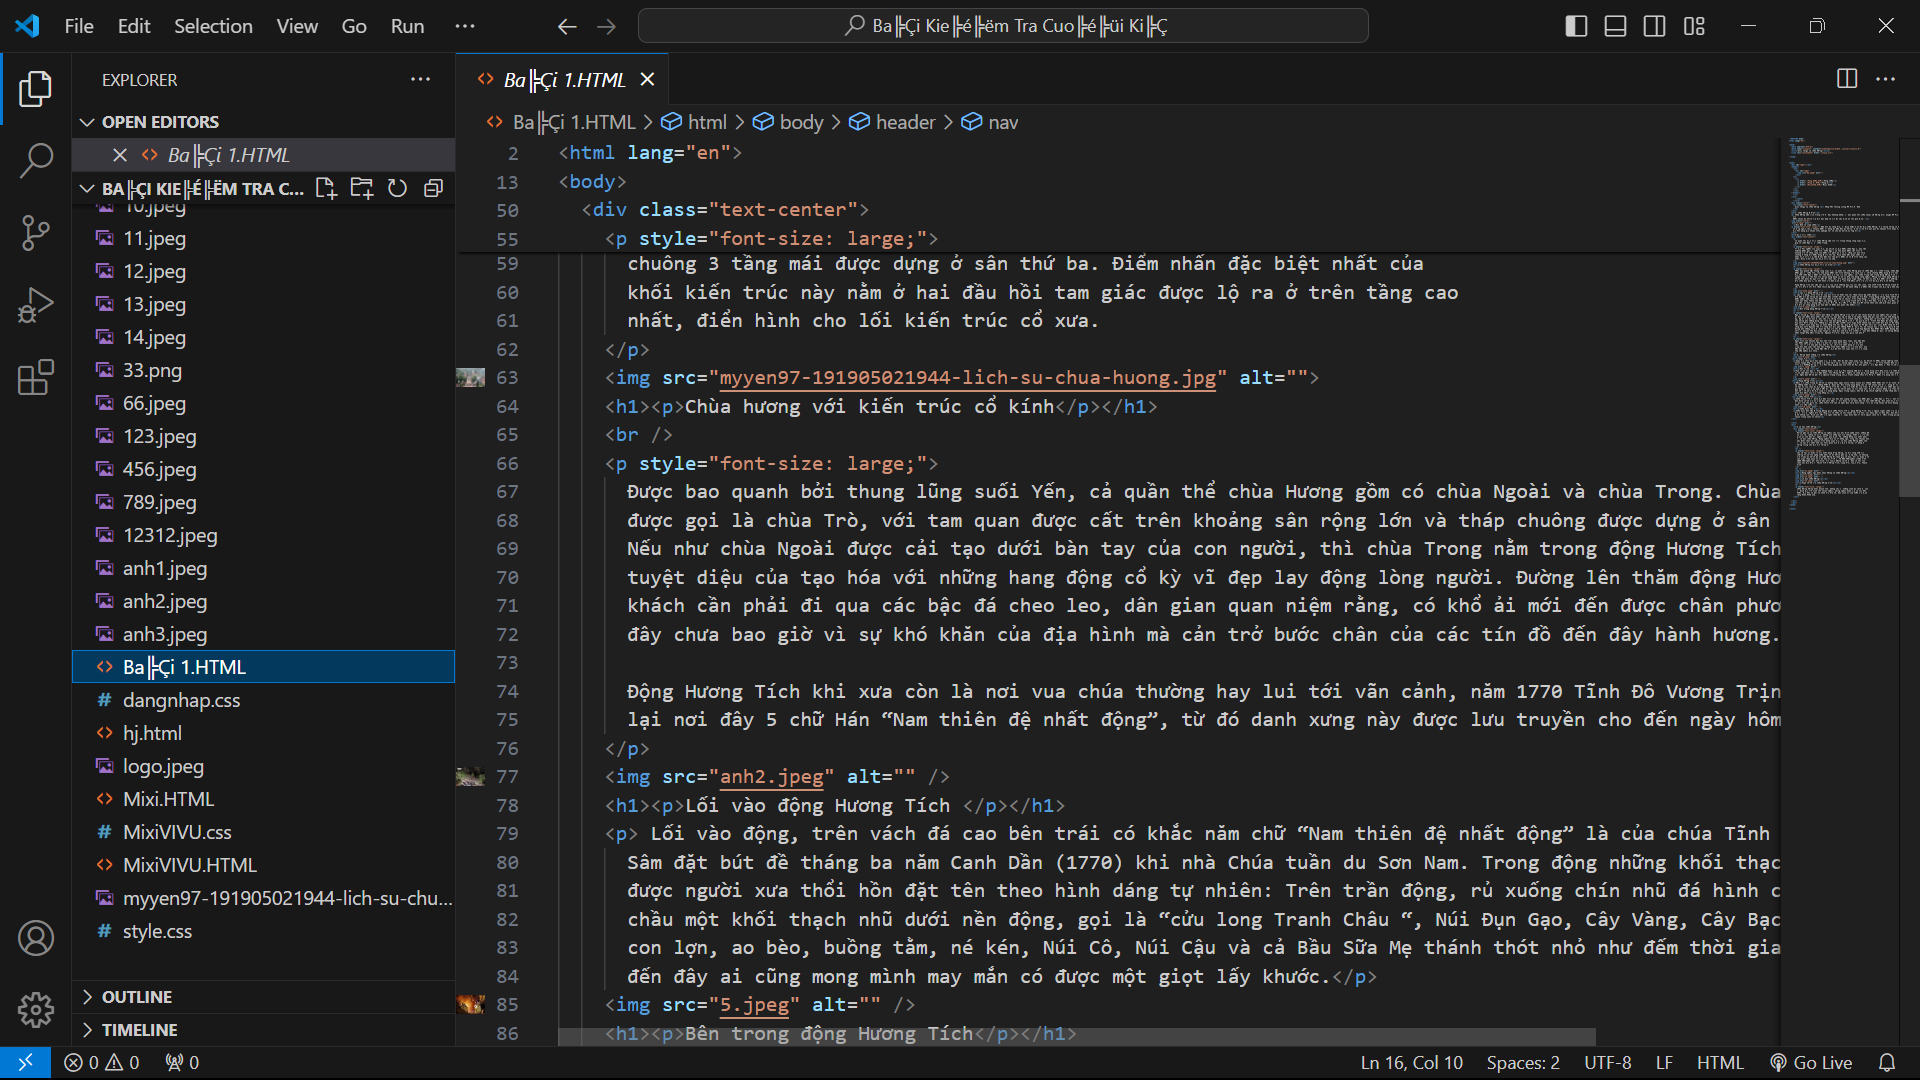 File Edit Selection View Go Run ···
Ba╠Çi Kie╠é╠ëm Tra Cuo╠é╠üi Ki╠Ç
EXPLORER
OPEN EDITORS
Ba╠Çi 1.HTML
BA╠ÇI KIE╠É╠ËM TRA C...
10.jpeg
11.jpeg
12.jpeg
13.jpeg
14.jpeg
33.png
66.jpeg
123.jpeg
456.jpeg
789.jpeg
12312.jpeg
anh1.jpeg
anh2.jpeg
anh3.jpeg
Ba╠Çi 1.HTML
dangnhap.css
hj.html
logo.jpeg
Mixi.HTML
MixiVIVU.css
MixiVIVU.HTML
myyen97-191905021944-lich-su-chu...
style.css
OUTLINE
TIMELINE
Ba╠Çi 1.HTML
Ba╠Çi 1.HTML > html > body > header > nav
2 <html lang="en">
13 <body>
50 <div class="text-center">
55 <p style="font-size: large;">
59 chuông 3 tầng mái được dựng ở sân thứ ba. Điểm nhấn đặc biệt nhất của
60 khối kiến trúc này nằm ở hai đầu hồi tam giác được lộ ra ở trên tầng cao
61 nhất, điển hình cho lối kiến trúc cổ xưa.
62 </p>
63 <img src="myyen97-191905021944-lich-su-chua-huong.jpg" alt="">
64 <h1><p>Chùa hương với kiến trúc cổ kính</p></h1>
65 <br />
66 <p style="font-size: large;">
67 Được bao quanh bởi thung lũng suối Yến, cả quần thể chùa Hương gồm có chùa Ngoài và chùa Trong. Chùa
68 được gọi là chùa Trò, với tam quan được cất trên khoảng sân rộng lớn và tháp chuông được dựng ở sân
69 Nếu như chùa Ngoài được cải tạo dưới bàn tay của con người, thì chùa Trong nằm trong động Hương Tích
70 tuyệt diệu của tạo hóa với những hang động cổ kỳ vĩ đẹp lay động lòng người. Đường lên thăm động Hươ
71 khách cần phải đi qua các bậc đá cheo leo, dân gian quan niệm rằng, có khổ ải mới đến được chân phươ
72 đây chưa bao giờ vì sự khó khăn của địa hình mà cản trở bước chân của các tín đồ đến đây hành hương.
73
74 Động Hương Tích khi xưa còn là nơi vua chúa thường hay lui tới vãn cảnh, năm 1770 Tĩnh Đô Vương Trịn
75 lại nơi đây 5 chữ Hán “Nam thiên đệ nhất động”, từ đó danh xưng này được lưu truyền cho đến ngày hôm
76 </p>
77 <img src="anh2.jpeg" alt="" />
78 <h1><p>Lối vào động Hương Tích </p></h1>
79 <p> Lối vào động, trên vách đá cao bên trái có khắc năm chữ “Nam thiên đệ nhất động” là của chúa Tĩnh
80 Sâm đặt bút đề tháng ba năm Canh Dần (1770) khi nhà Chúa tuần du Sơn Nam. Trong động những khối thạc
81 được người xưa thổi hồn đặt tên theo hình dáng tự nhiên: Trên trần động, rủ xuống chín nhũ đá hình c
82 chầu một khối thạch nhũ dưới nền động, gọi là “cửu long Tranh Châu “, Núi Đụn Gạo, Cây Vàng, Cây Bạc
83 con lợn, ao bèo, buồng tằm, né kén, Núi Cô, Núi Cậu và cả Bầu Sữa Mẹ thánh thót nhỏ như đếm thời gia
84 đến đây ai cũng mong mình may mắn có được một giọt lấy khước.</p>
85 <img src="5.jpeg" alt="" />
86 <h1><p>Bên trong động Hương Tích</p></h1>
0 0 0
Ln 16, Col 10 Spaces: 2 UTF-8 LF HTML Go Live